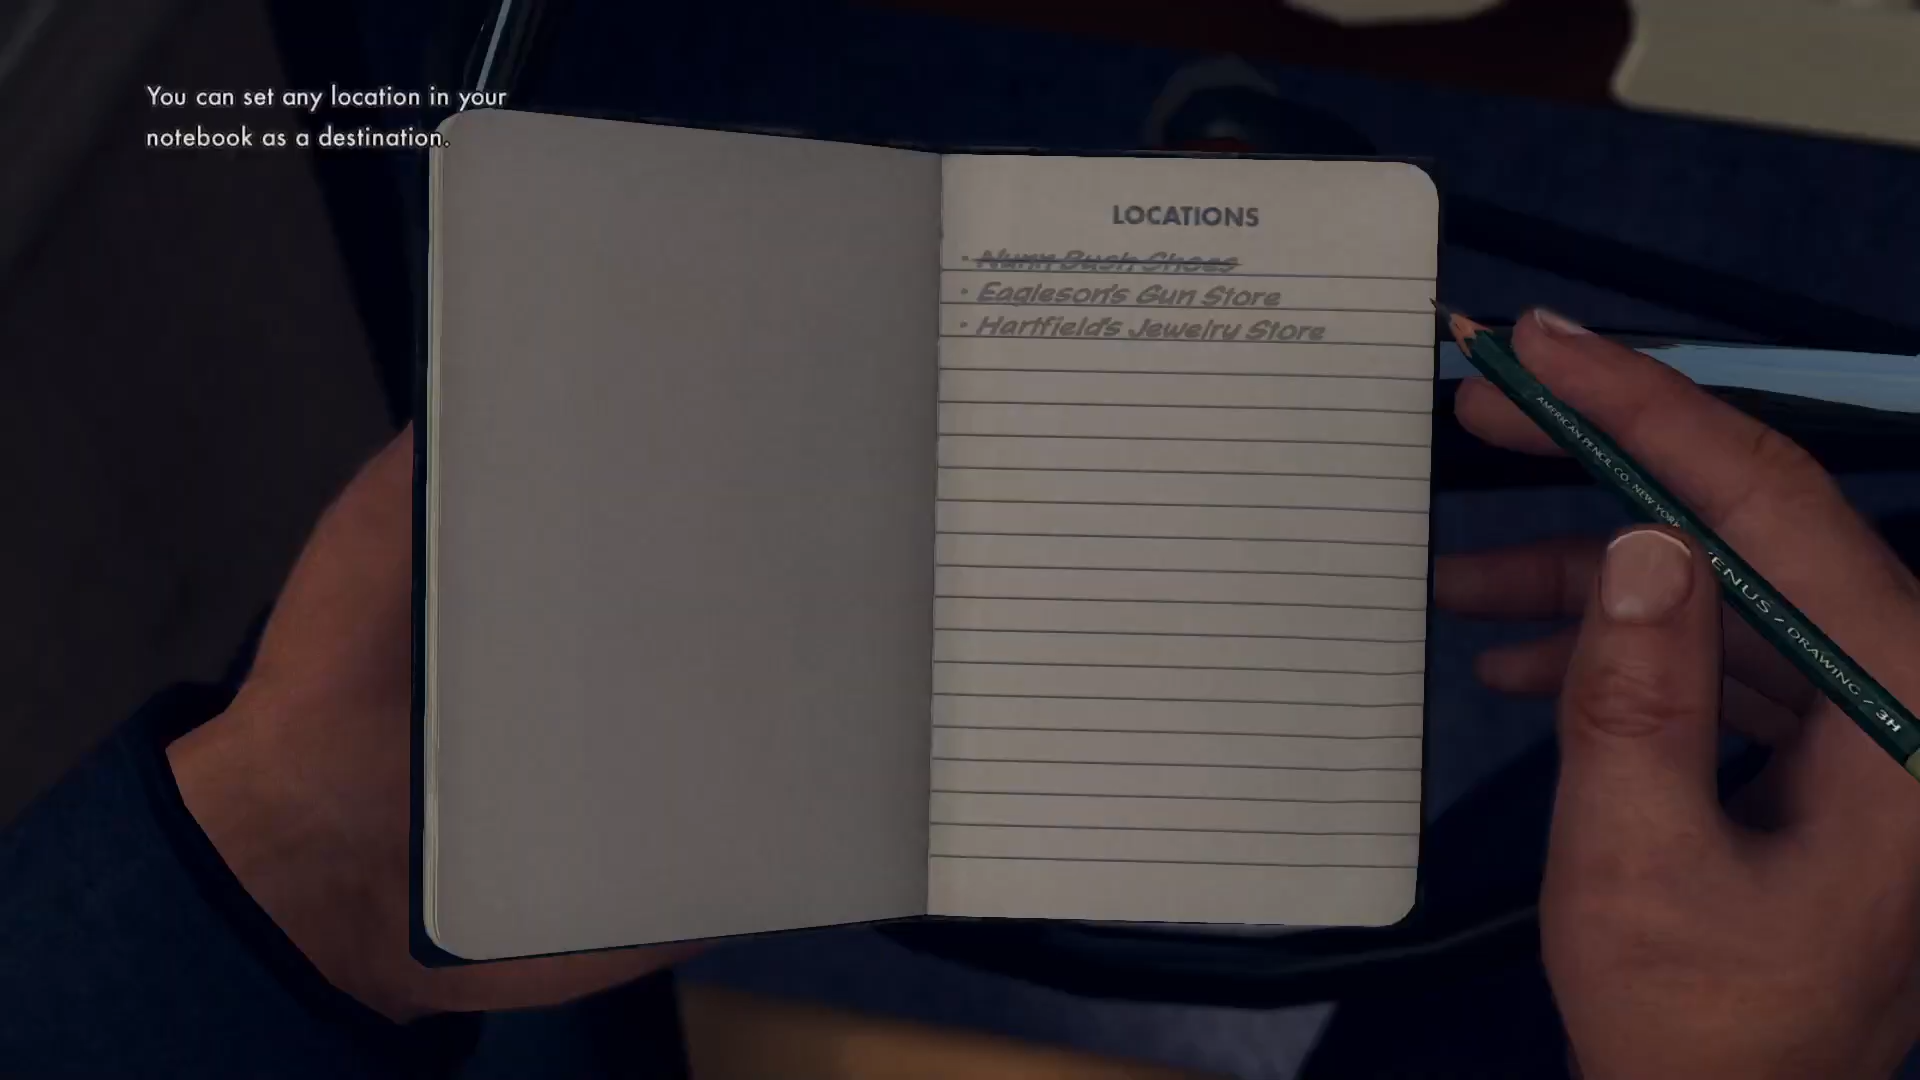 You can set any location in your
notebook as a destination.
LOCATIONS
· Nunn Bush Shoes
· Eagleson's Gun Store
· Hartfield's Jewelry Store
AMERICAN PENCIL CO. NEW YORK
VENUS / DRAWING / 3H